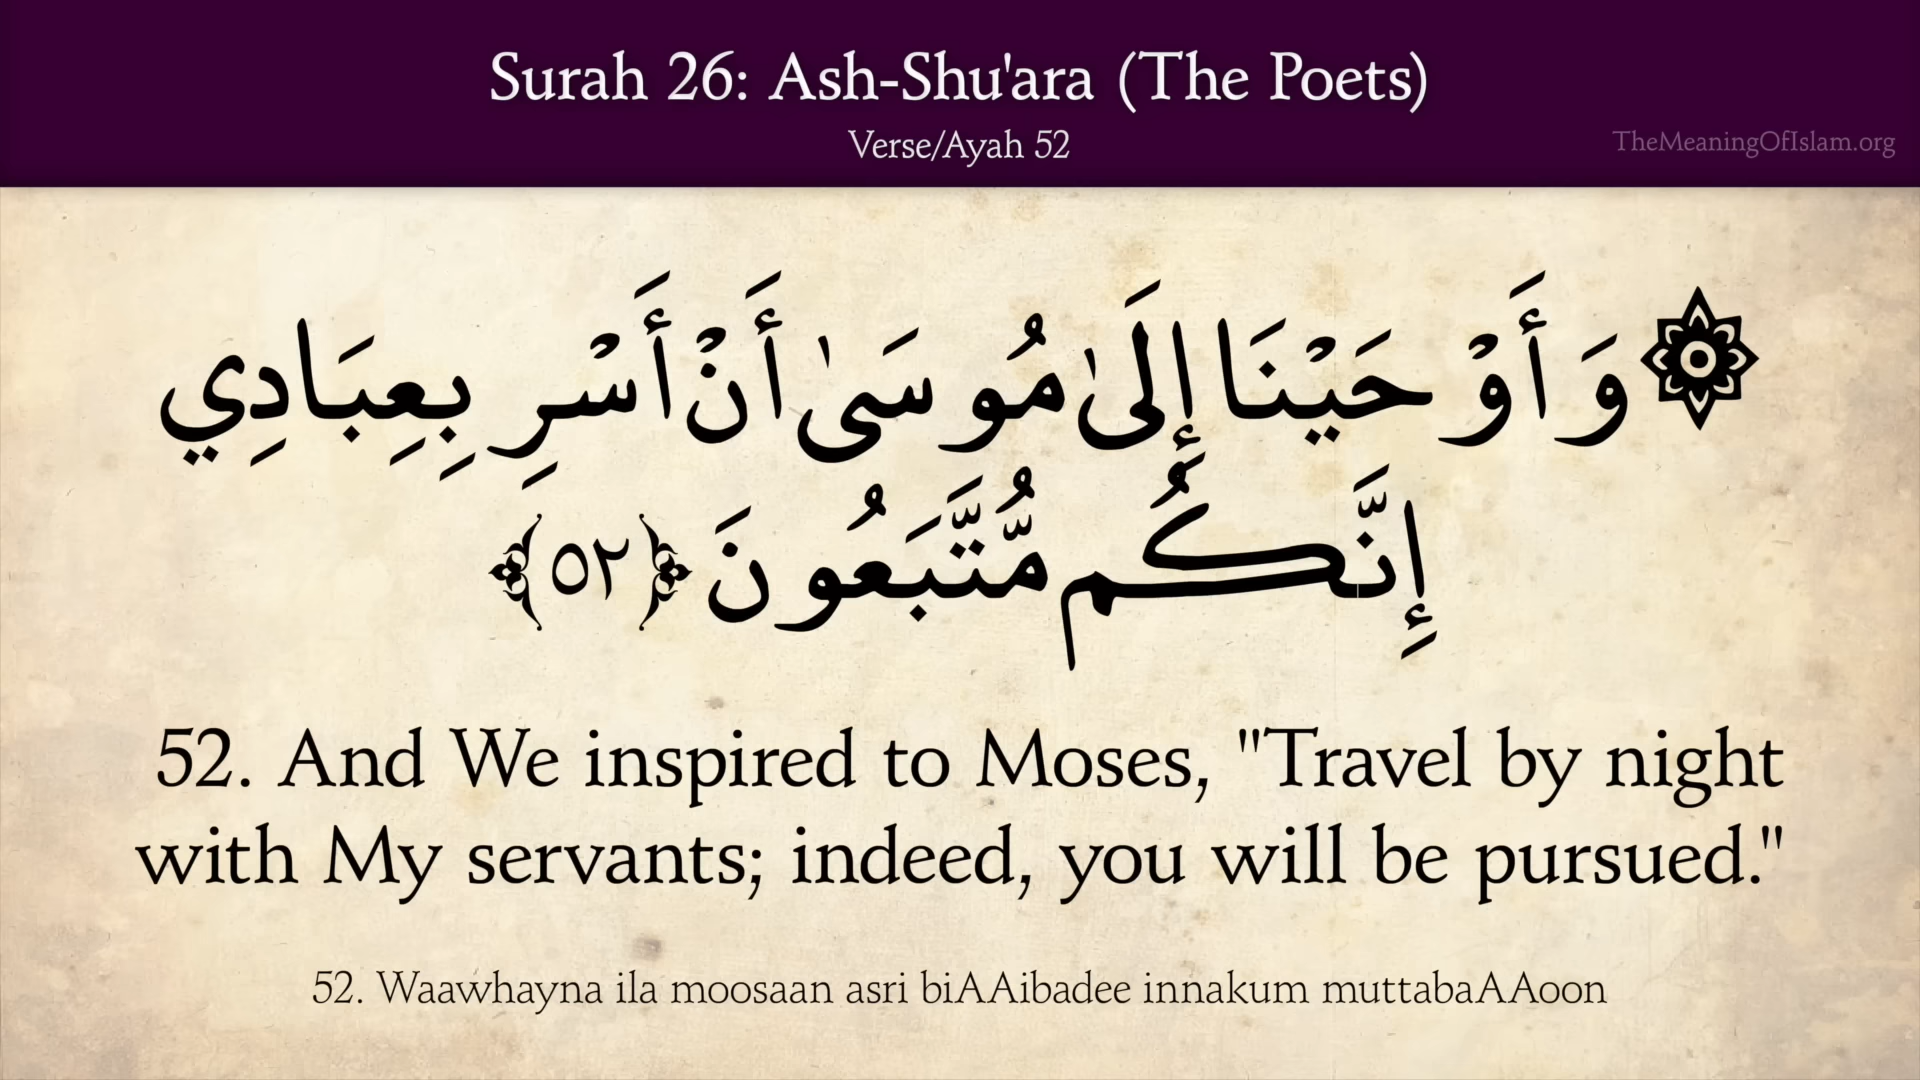 Surah 26: Ash-Shu'ara (The Poets)
Verse/Ayah 52
TheMeaningOfIslam.org
۞ وَأَوْحَيْنَا إِلَىٰ مُوسَىٰ أَنْ أَسْرِ بِعِبَادِي
إِنَّكُم مُّتَّبَعُونَ ﴿٥٢﴾
52. And We inspired to Moses, "Travel by night
with My servants; indeed, you will be pursued."
52. Waawhayna ila moosaan asri biAAibadee innakum muttabaAAoon